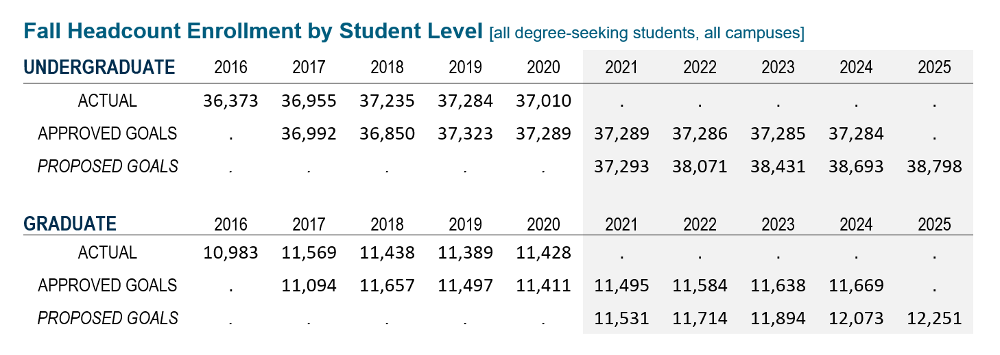 Fall Headcount Enrollment by Student Level [all degree-seeking students, all campuses]
UNDERGRADUATE 2016 2017 2018 2019 2020 2021 2022 2023 2024 2025
ACTUAL 36,373 36,955 37,235 37,284 37,010 . . . . .
APPROVED GOALS . 36,992 36,850 37,323 37,289 37,289 37,286 37,285 37,284 .
PROPOSED GOALS . . . . . 37,293 38,071 38,431 38,693 38,798
GRADUATE 2016 2017 2018 2019 2020 2021 2022 2023 2024 2025
ACTUAL 10,983 11,569 11,438 11,389 11,428 . . . . .
APPROVED GOALS . 11,094 11,657 11,497 11,411 11,495 11,584 11,638 11,669 .
PROPOSED GOALS . . . . . 11,531 11,714 11,894 12,073 12,251